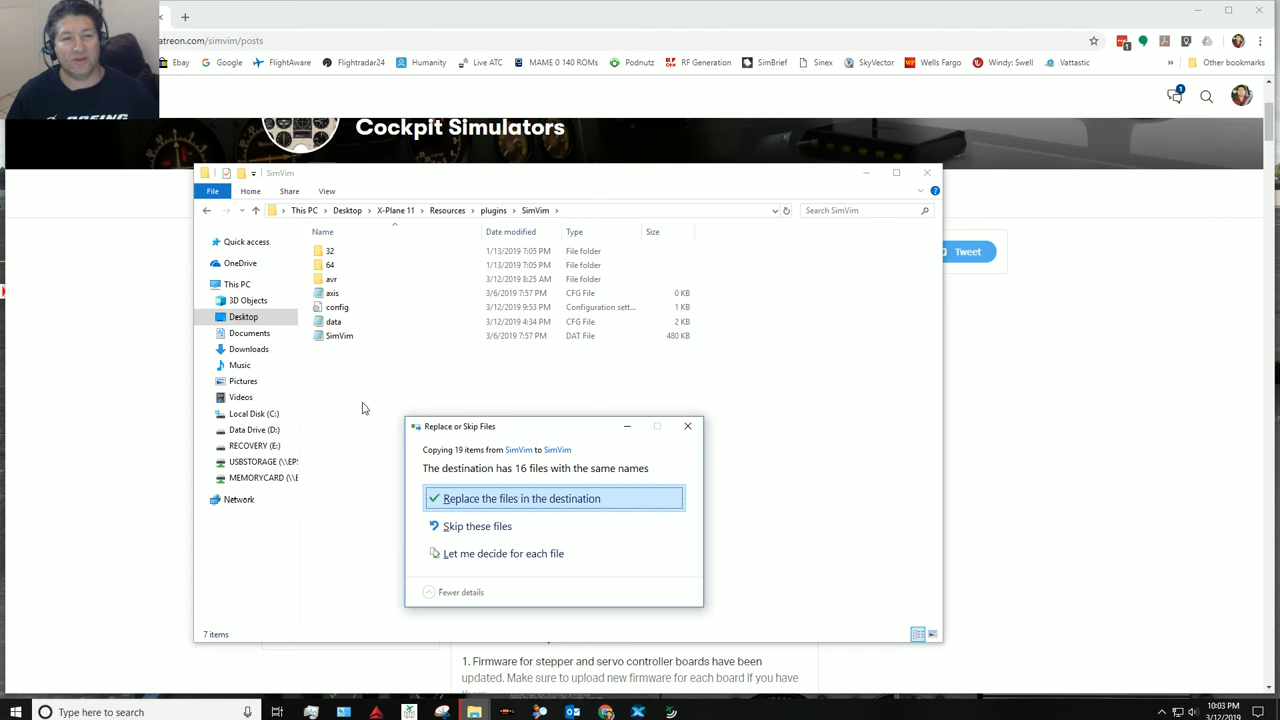 atreon.com/simvim/posts
1
Ebay
Google
FlightAware
Flightradar24
Humanity
Live ATC
MAME 0 140 ROMs
Podnutz
RF Generation
SimBrief
Sinex
SkyVector
Wells Fargo
Windy: Swell
Vattastic
»
Other bookmarks
1
BOEING
Cockpit Simulators
SimVim
File
Home
Share
View
This PC > Desktop > X-Plane 11 > Resources > plugins > SimVim >
Search SimVim
Name
Date modified
Type
Size
Tweet
Quick access
OneDrive
This PC
3D Objects
Desktop
Documents
Downloads
Music
Pictures
Videos
Local Disk (C:)
Data Drive (D:)
RECOVERY (E:)
USBSTORAGE (\\EP
MEMORYCARD (\\E
Network
32 1/13/2019 7:05 PM File folder
64 1/13/2019 7:05 PM File folder
avr 3/12/2019 8:25 AM File folder
axis 3/6/2019 7:57 PM CFG File 0 KB
config 3/12/2019 9:53 PM Configuration sett... 1 KB
data 3/12/2019 4:34 PM CFG File 2 KB
SimVim 3/6/2019 7:57 PM DAT File 480 KB
Replace or Skip Files
Copying 19 items from SimVim to SimVim
The destination has 16 files with the same names
Replace the files in the destination
Skip these files
Let me decide for each file
Fewer details
7 items
1. Firmware for stepper and servo controller boards have been
updated. Make sure to upload new firmware for each board if you have
Type here to search
10:03 PM
3/12/2019